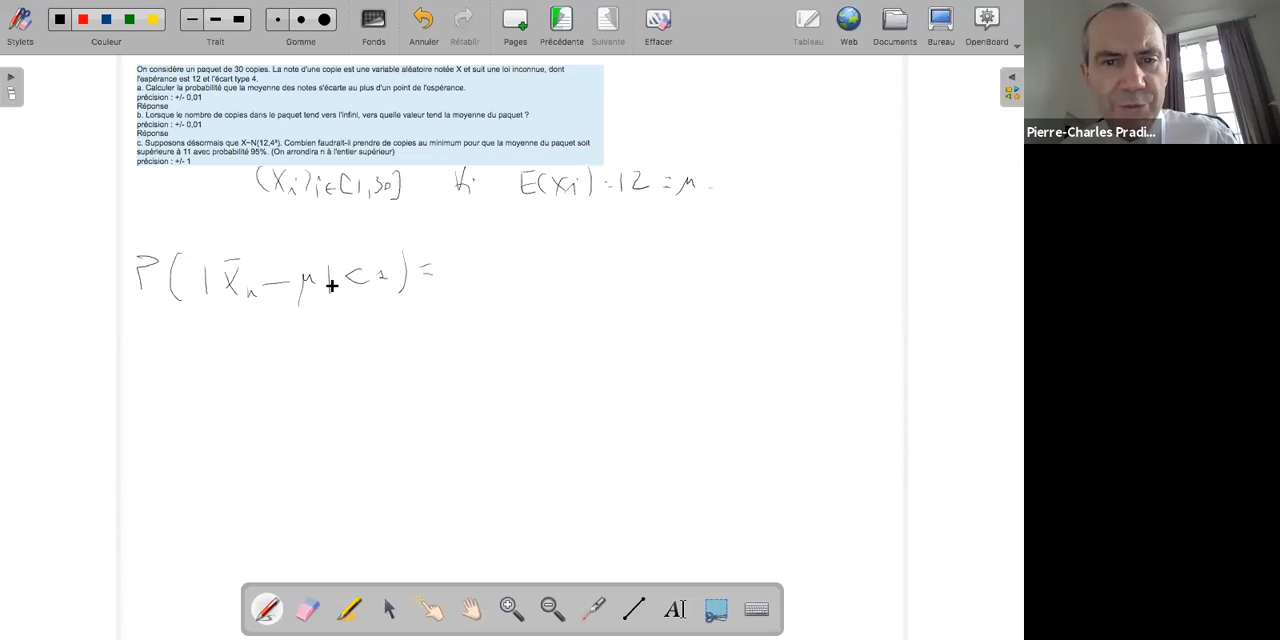 Stylets Couleur Trait Gomme Fonds Annuler Rétablir Pages Précédente Suivante Effacer Tableau Web Documents Bureau OpenBoard
On considère un paquet de 30 copies. La note d'une copie est une variable aléatoire notée X et suit une loi inconnue, dont
l'espérance est 12 et l'écart type 4.
a. Calculer la probabilité que la moyenne des notes s'écarte au plus d'un point de l'espérance.
précision : +/- 0,01
Réponse
b. Lorsque le nombre de copies dans le paquet tend vers l'infini, vers quelle valeur tend la moyenne du paquet ?
précision : +/- 0,01
Réponse
c. Supposons désormais que X~N(12,4²). Combien faudrait-il prendre de copies au minimum pour que la moyenne du paquet soit
supérieure à 11 avec probabilité 95%. (On arrondira n à l'entier supérieur)
précision : +/- 1
Pierre-Charles Pradi...
(Xi)i∈[1,30] ∀i E(Xi) = 12 = μ.
P(|X̄n − μ| < 1) =
A